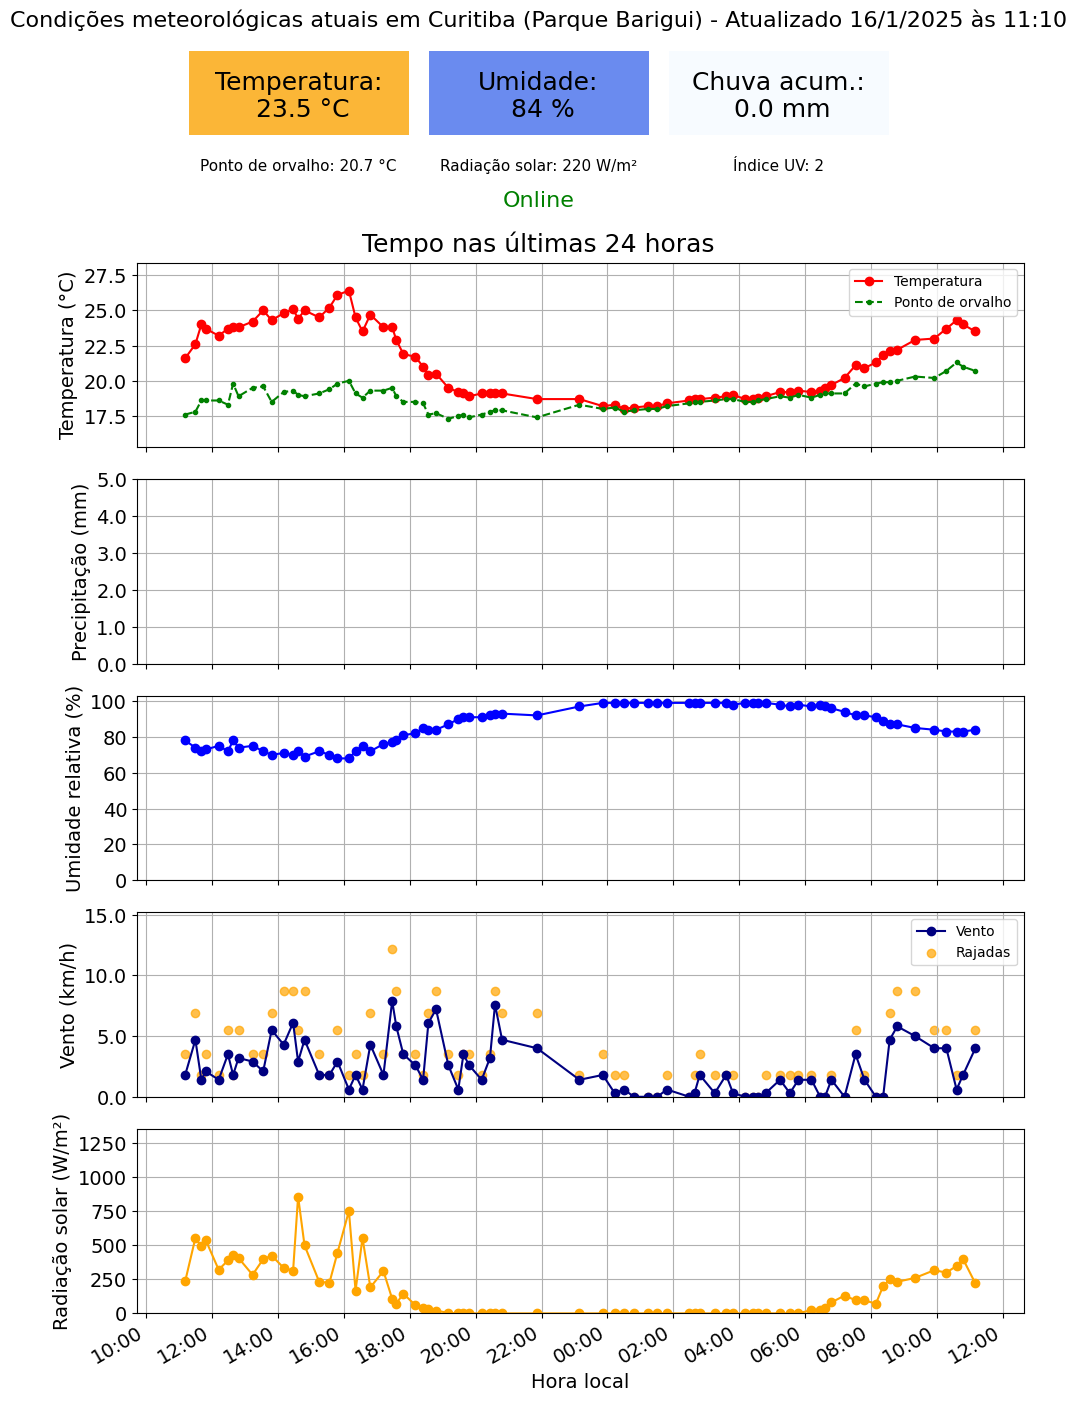 Condições meteorológicas atuais em Curitiba (Parque Barigui) - Atualizado 16/1/2025 às 11:10
Temperatura:
23.5 °C
Umidade:
84 %
Chuva acum.:
0.0 mm
Ponto de orvalho: 20.7 °C
Radiação solar: 220 W/m²
Índice UV: 2
Online
Tempo nas últimas 24 horas
Temperatura (°C)
27.5
25.0
22.5
20.0
17.5
Temperatura
Ponto de orvalho
Precipitação (mm)
5.0
4.0
3.0
2.0
1.0
0.0
Umidade relativa (%)
100
80
60
40
20
0
Vento (km/h)
15.0
10.0
5.0
0.0
Vento
Rajadas
Radiação solar (W/m²)
1250
1000
750
500
250
0
10:00
12:00
14:00
16:00
18:00
20:00
22:00
00:00
02:00
04:00
06:00
08:00
10:00
12:00
Hora local